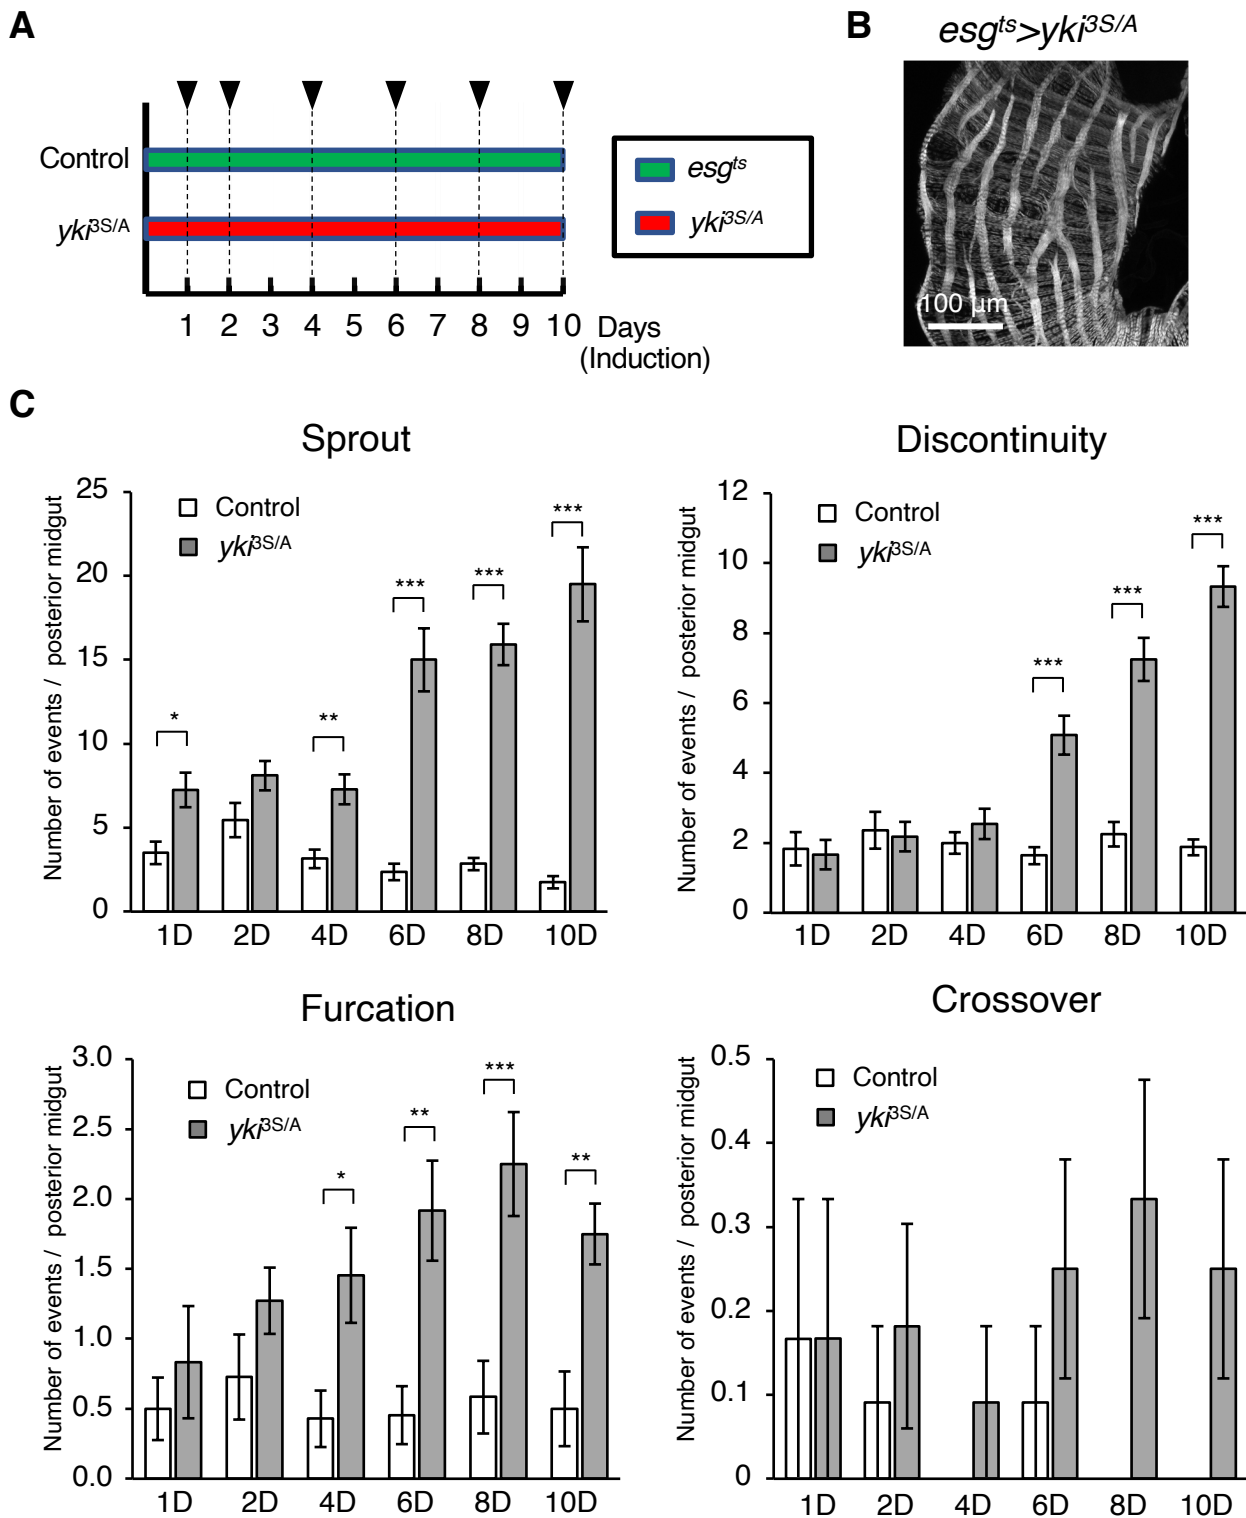 A
Control
yki3S/A
1 2 3 4 5 6 7 8 9 10 Days
(Induction)
esgts
yki3S/A
B
esgts>yki3S/A
100 μm
C
Sprout
Number of events / posterior midgut
25
20
15
10
5
0
Control
yki3S/A
*
**
***
***
***
1D 2D 4D 6D 8D 10D
Discontinuity
Number of events / posterior midgut
12
10
8
6
4
2
0
Control
yki3S/A
***
***
***
1D 2D 4D 6D 8D 10D
Furcation
Number of events / posterior midgut
3.0
2.5
2.0
1.5
1.0
0.5
0.0
Control
yki3S/A
*
**
***
**
1D 2D 4D 6D 8D 10D
Crossover
Number of events / posterior midgut
0.5
0.4
0.3
0.2
0.1
0
Control
yki3S/A
1D 2D 4D 6D 8D 10D